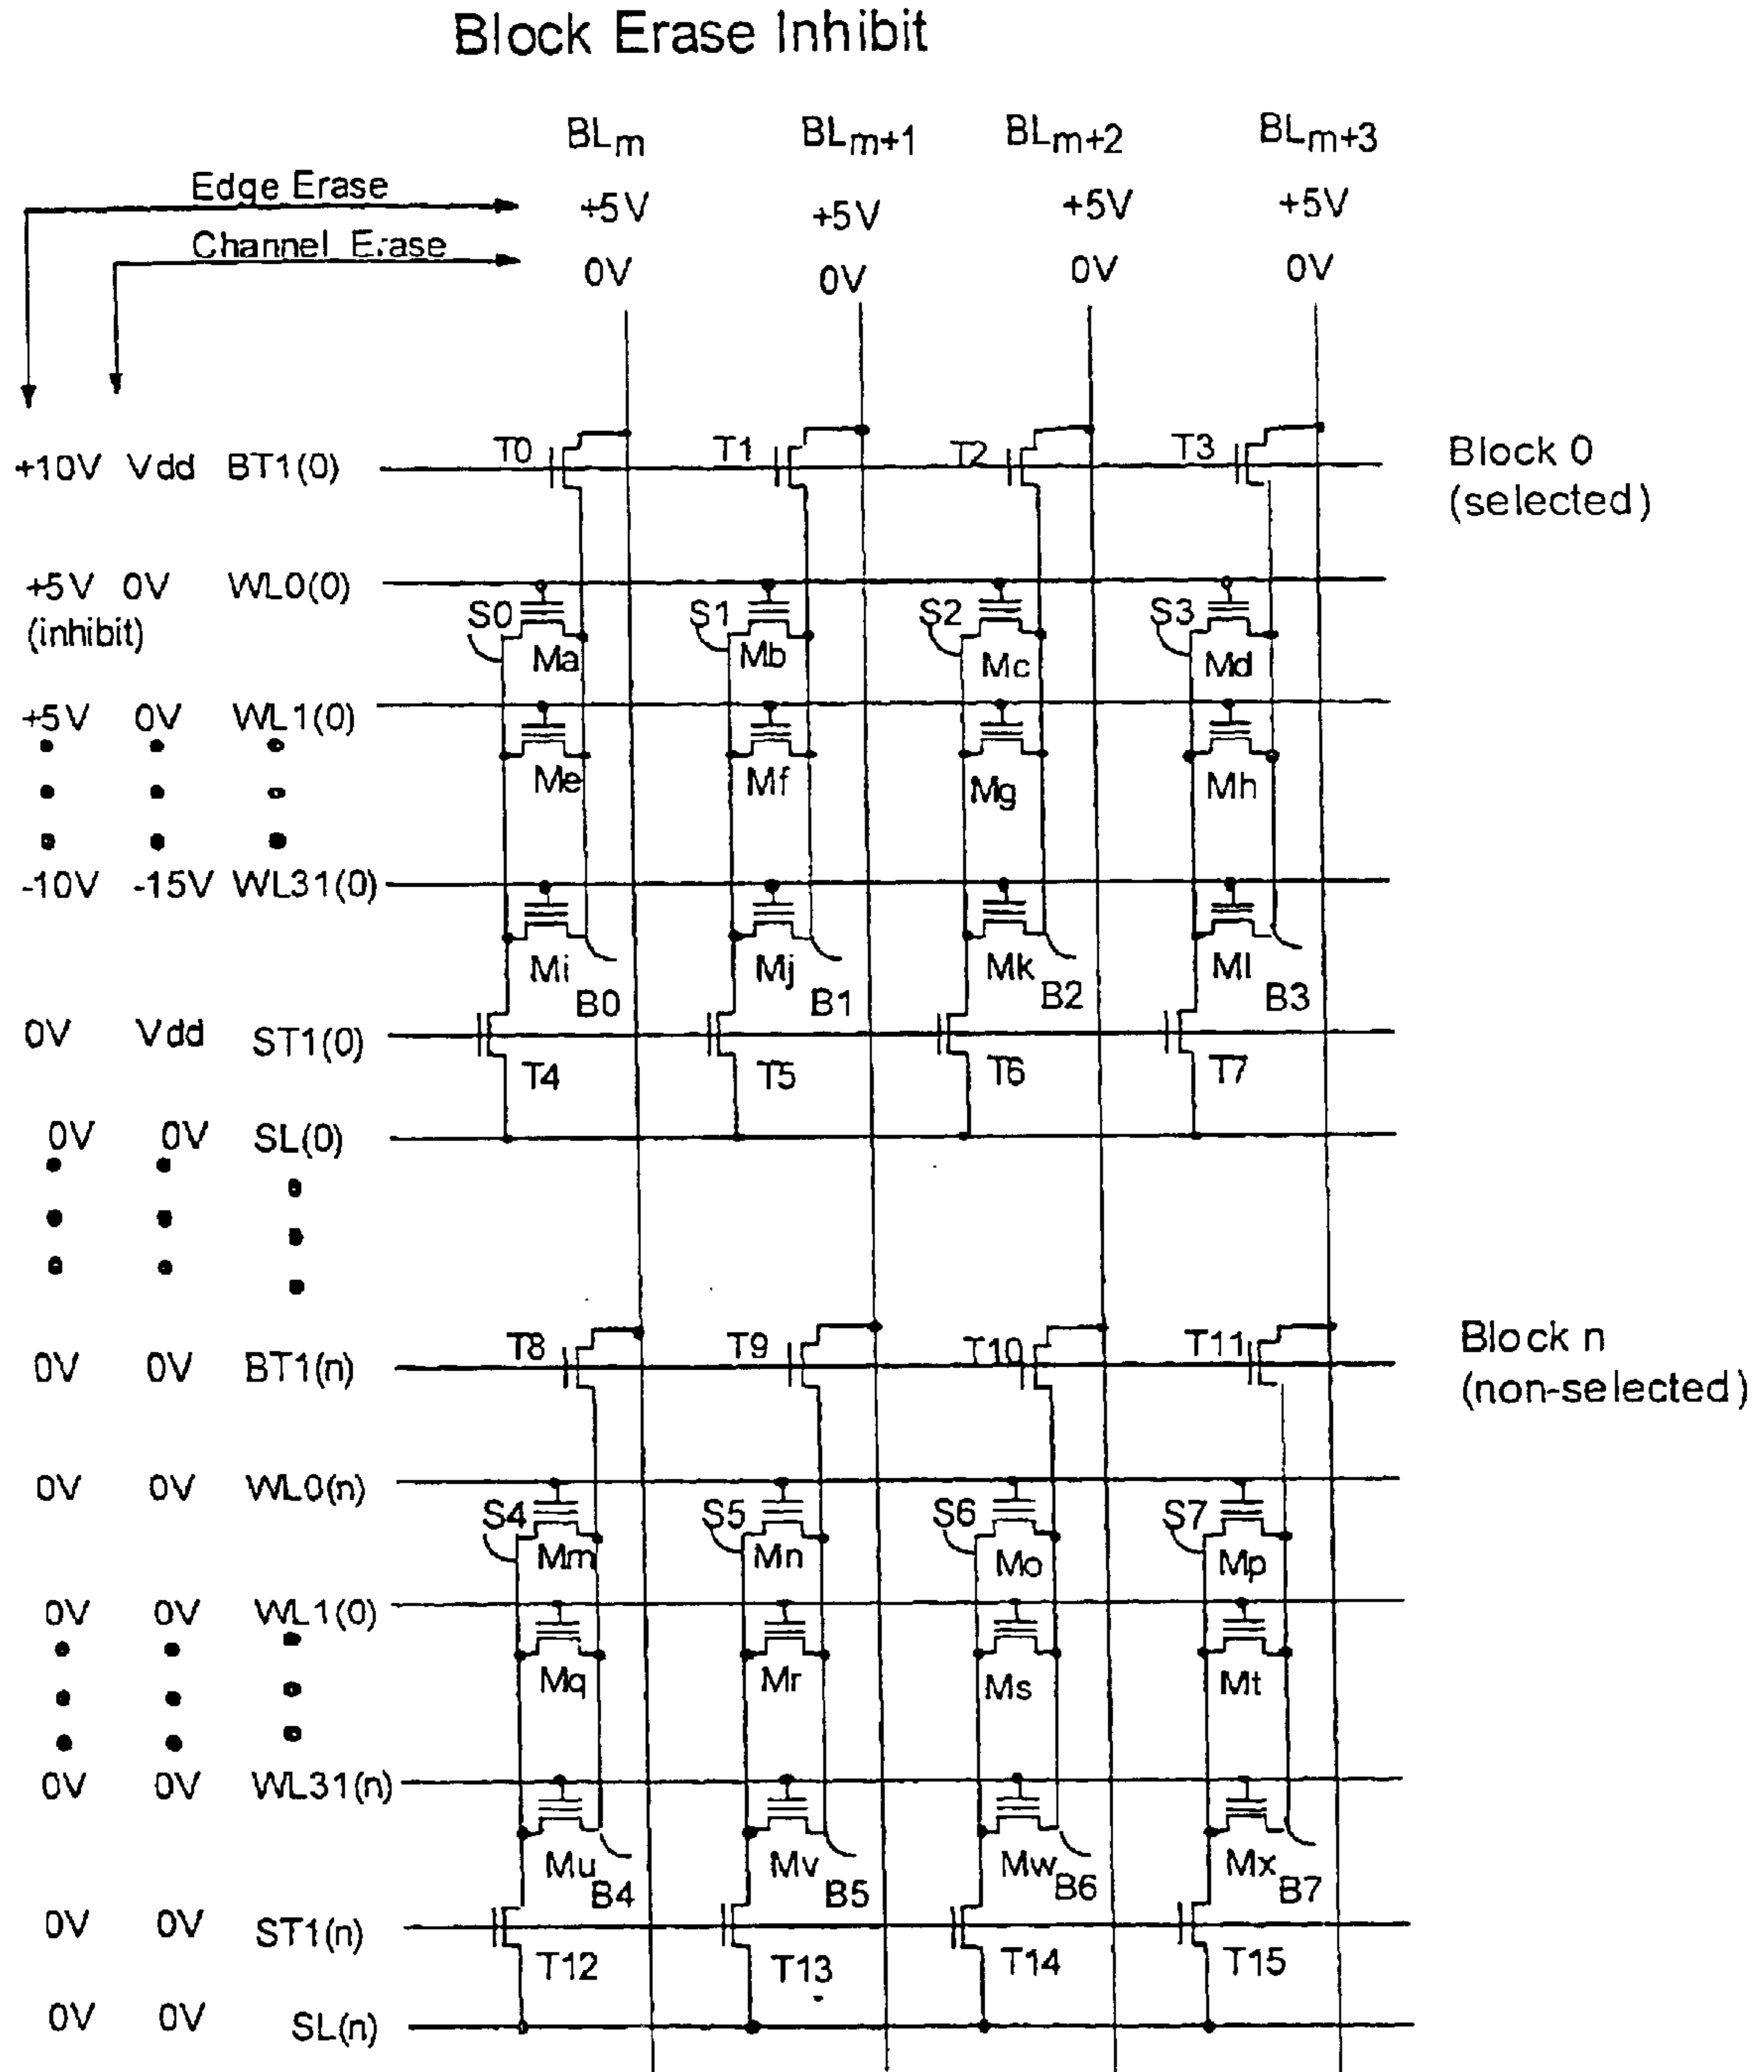 Block Erase Inhibit
BLm BLm+1 BLm+2 BLm+3
Edge Erase +5V +5V +5V +5V
Channel Erase 0V 0V 0V 0V
T0 T1 T2 T3
+10V Vdd BT1(0) Block 0
(selected)
+5V 0V WL0(0)
(inhibit) S0 S1 S2 S3
Ma Mb Mc Md
+5V 0V WL1(0)
Me Mf Mg Mh
-10V -15V WL31(0)
Mi Mj Mk Ml
B0 B1 B2 B3
0V Vdd ST1(0)
T4 T5 T6 T7
0V 0V SL(0)
T8 T9 T10 T11 Block n
0V 0V BT1(n) (non-selected)
0V 0V WL0(n)
S4 S5 S6 S7
Mm Mn Mo Mp
0V 0V WL1(0)
Mq Mr Ms Mt
0V 0V WL31(n)
Mu Mv Mw Mx
B4 B5 B6 B7
0V 0V ST1(n)
T12 T13 T14 T15
0V 0V SL(n)